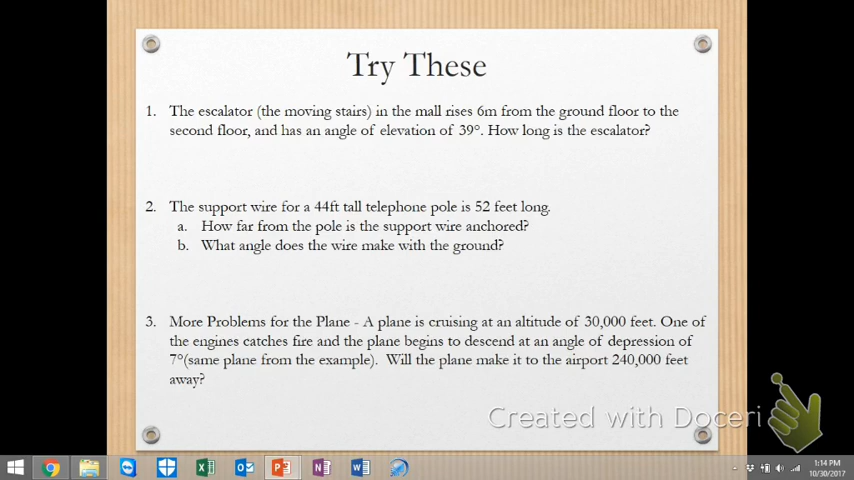 Try These
1. The escalator (the moving stairs) in the mall rises 6m from the ground floor to the
second floor, and has an angle of elevation of 39°. How long is the escalator?
2. The support wire for a 44ft tall telephone pole is 52 feet long.
a. How far from the pole is the support wire anchored?
b. What angle does the wire make with the ground?
3. More Problems for the Plane - A plane is cruising at an altitude of 30,000 feet. One of
the engines catches fire and the plane begins to descend at an angle of depression of
7°(same plane from the example). Will the plane make it to the airport 240,000 feet
away?
Created with Doceri
1:14 PM
10/30/2017